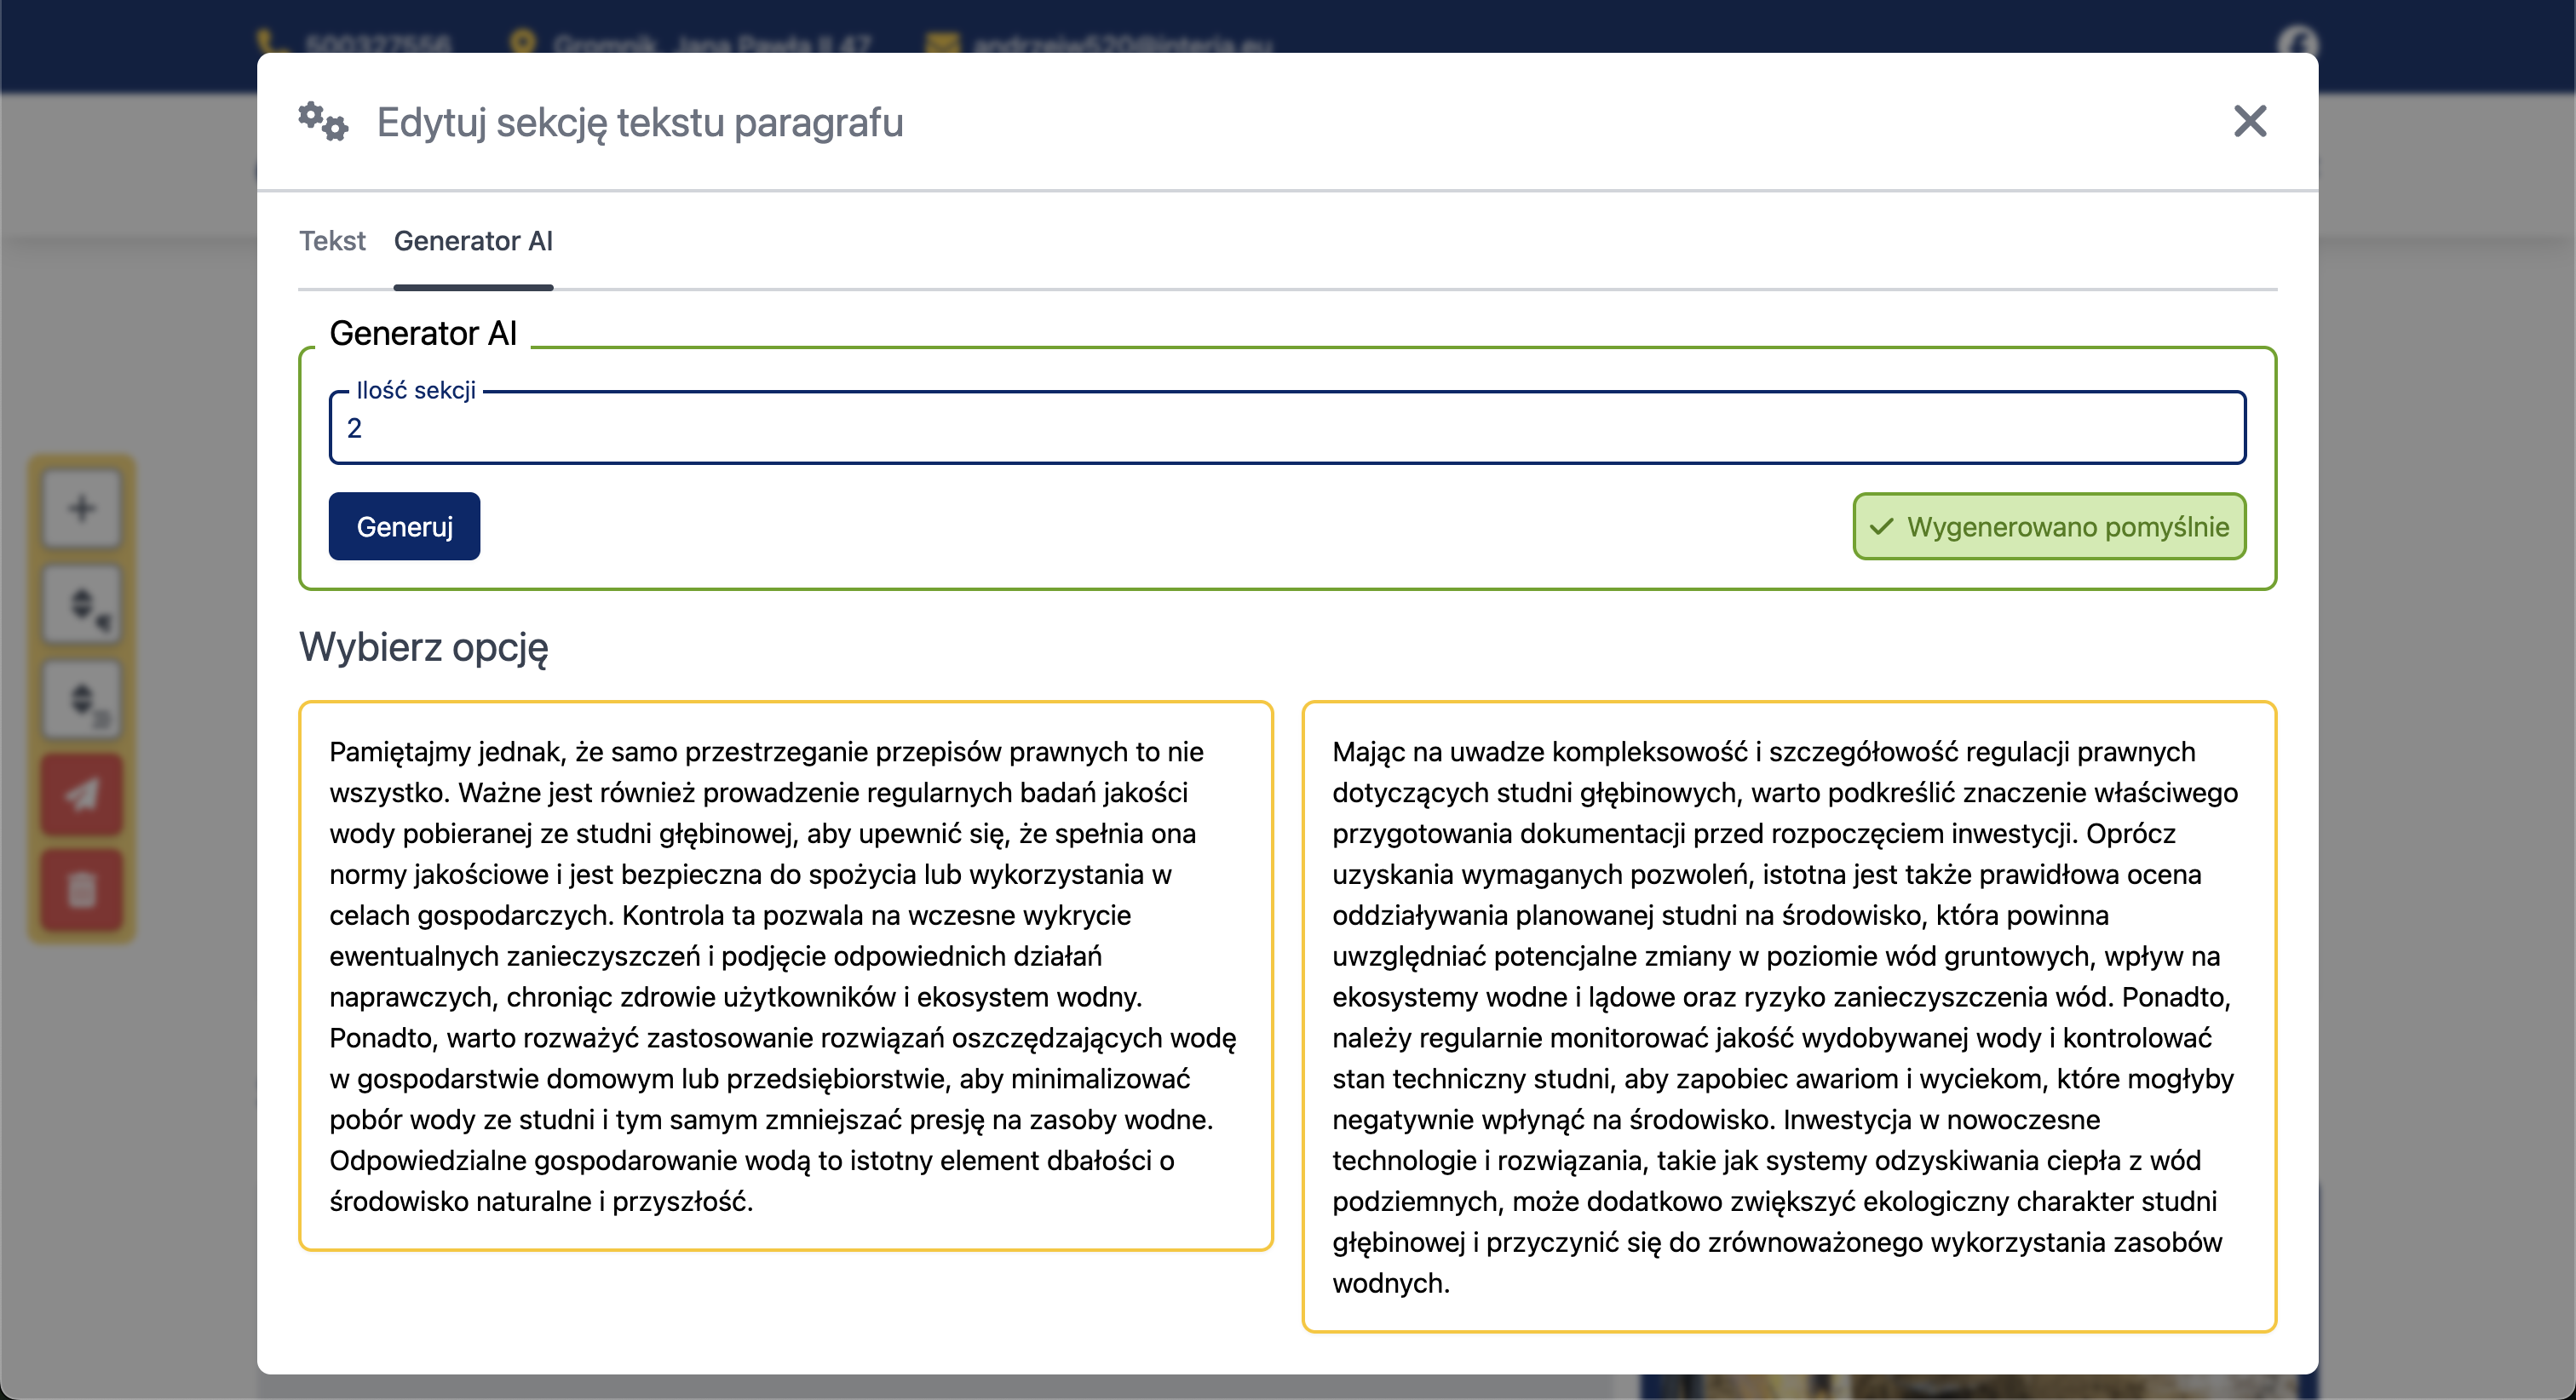 500327556 Gromnik, Jana Pawła II 47 andrzejw520@interia.eu
Edytuj sekcję tekstu paragrafu
Tekst Generator AI
Generator AI
Ilość sekcji
2
Generuj
Wygenerowano pomyślnie
Wybierz opcję
Pamiętajmy jednak, że samo przestrzeganie przepisów prawnych to nie
wszystko. Ważne jest również prowadzenie regularnych badań jakości
wody pobieranej ze studni głębinowej, aby upewnić się, że spełnia ona
normy jakościowe i jest bezpieczna do spożycia lub wykorzystania w
celach gospodarczych. Kontrola ta pozwala na wczesne wykrycie
ewentualnych zanieczyszczeń i podjęcie odpowiednich działań
naprawczych, chroniąc zdrowie użytkowników i ekosystem wodny.
Ponadto, warto rozważyć zastosowanie rozwiązań oszczędzających wodę
w gospodarstwie domowym lub przedsiębiorstwie, aby minimalizować
pobór wody ze studni i tym samym zmniejszać presję na zasoby wodne.
Odpowiedzialne gospodarowanie wodą to istotny element dbałości o
środowisko naturalne i przyszłość.
Mając na uwadze kompleksowość i szczegółowość regulacji prawnych
dotyczących studni głębinowych, warto podkreślić znaczenie właściwego
przygotowania dokumentacji przed rozpoczęciem inwestycji. Oprócz
uzyskania wymaganych pozwoleń, istotna jest także prawidłowa ocena
oddziaływania planowanej studni na środowisko, która powinna
uwzględniać potencjalne zmiany w poziomie wód gruntowych, wpływ na
ekosystemy wodne i lądowe oraz ryzyko zanieczyszczenia wód. Ponadto,
należy regularnie monitorować jakość wydobywanej wody i kontrolować
stan techniczny studni, aby zapobiec awariom i wyciekom, które mogłyby
negatywnie wpłynąć na środowisko. Inwestycja w nowoczesne
technologie i rozwiązania, takie jak systemy odzyskiwania ciepła z wód
podziemnych, może dodatkowo zwiększyć ekologiczny charakter studni
głębinowej i przyczynić się do zrównoważonego wykorzystania zasobów
wodnych.